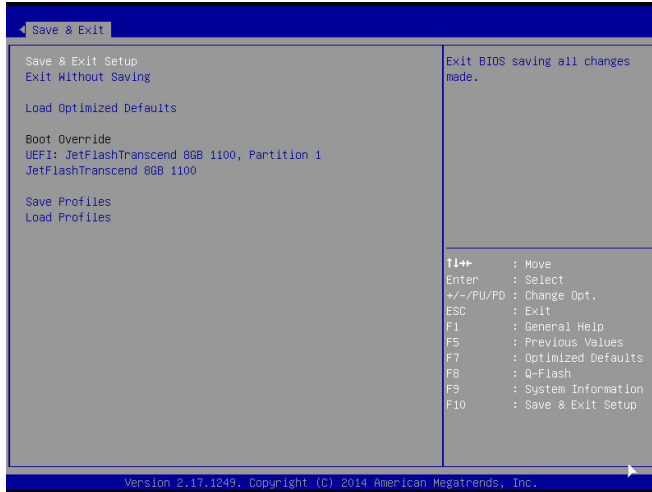 Save & Exit
Save & Exit Setup
Exit Without Saving
Load Optimized Defaults
Boot Override
UEFI: JetFlashTranscend 8GB 1100, Partition 1
JetFlashTranscend 8GB 1100
Save Profiles
Load Profiles
Exit BIOS saving all changes
made.
↑↓→← : Move
Enter : Select
+/-/PU/PD : Change Opt.
ESC : Exit
F1 : General Help
F5 : Previous Values
F7 : Optimized Defaults
F8 : Q-Flash
F9 : System Information
F10 : Save & Exit Setup
Version 2.17.1249. Copyright (C) 2014 American Megatrends, Inc.